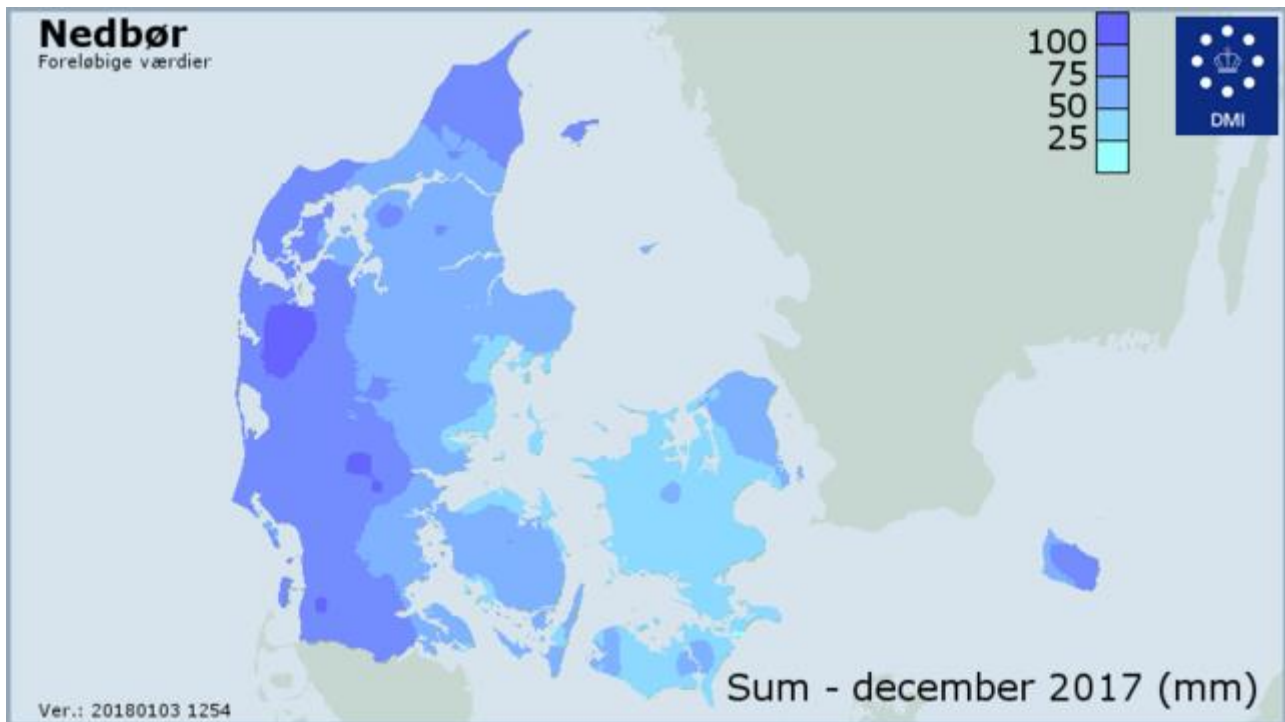 Nedbør
Foreløbige værdier
100
75
50
25
DMI
Sum - december 2017 (mm)
Ver.: 20180103 1254